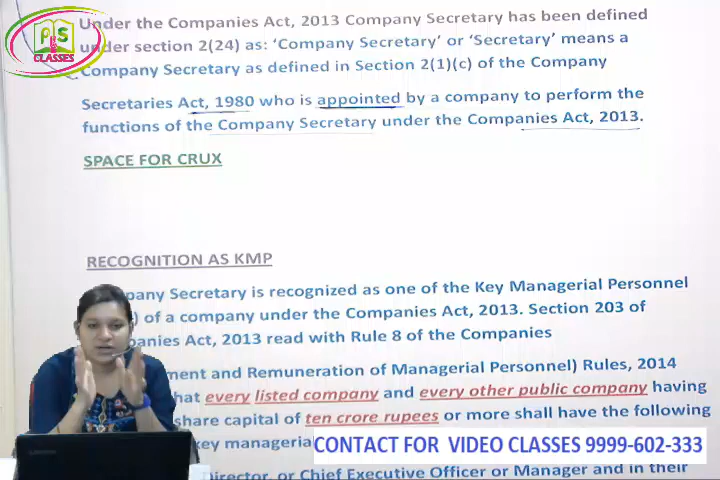 Under the Companies Act, 2013 Company Secretary has been defined
under section 2(24) as: ‘Company Secretary’ or ‘Secretary’ means a
Company Secretary as defined in Section 2(1)(c) of the Company
Secretaries Act, 1980 who is appointed by a company to perform the
functions of the Company Secretary under the Companies Act, 2013.
SPACE FOR CRUX
RECOGNITION AS KMP
pany Secretary is recognized as one of the Key Managerial Personnel
) of a company under the Companies Act, 2013. Section 203 of
panies Act, 2013 read with Rule 8 of the Companies
ment and Remuneration of Managerial Personnel) Rules, 2014
hat every listed company and every other public company having
share capital of ten crore rupees or more shall have the following
key manageria
Director, or Chief Executive Officer or Manager and in their
CLASSES
CONTACT FOR VIDEO CLASSES 9999-602-333